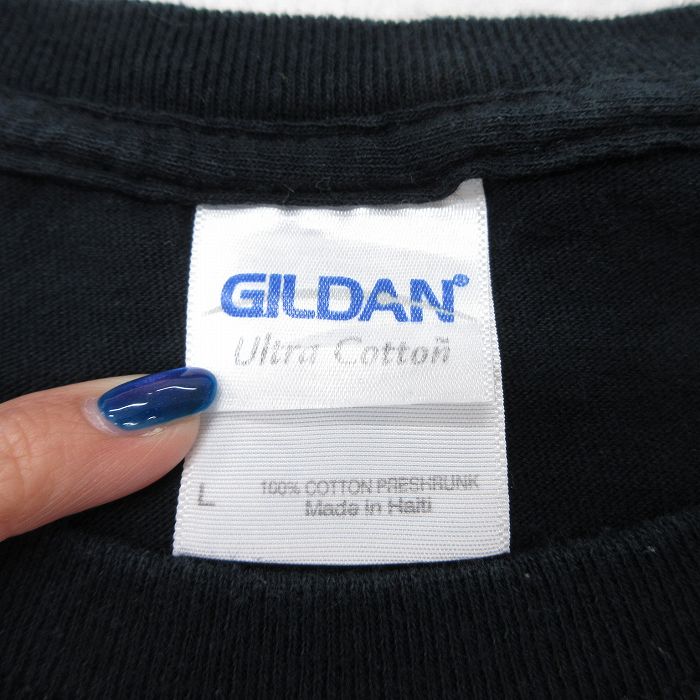 GILDAN®
Ultra Cotton
L
100% COTTON PRESHRUNK
Made in Haiti